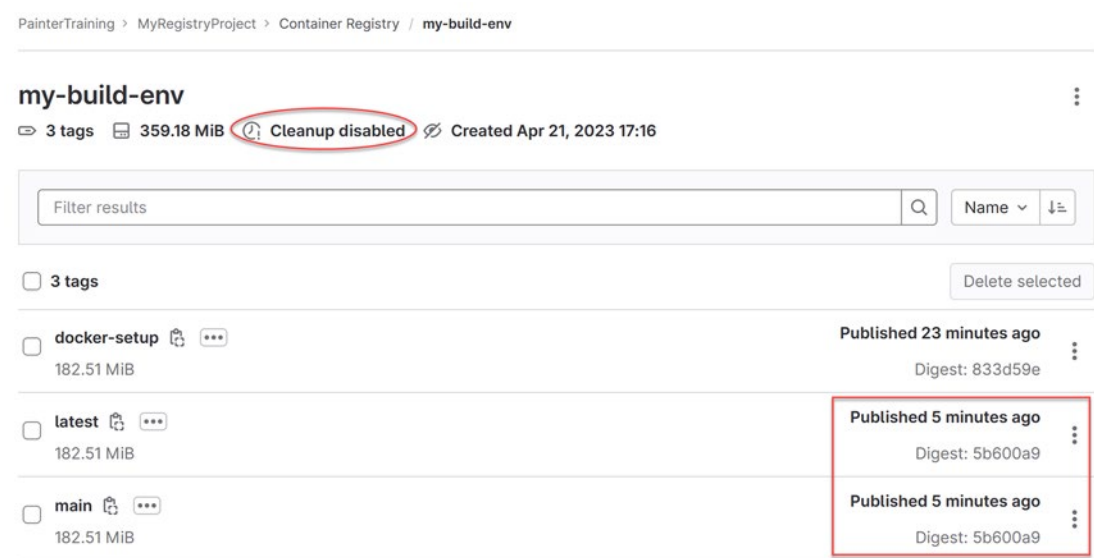 PainterTraining > MyRegistryProject > Container Registry / my-build-env
my-build-env
3 tags 359.18 MiB Cleanup disabled Created Apr 21, 2023 17:16
Filter results Name
3 tags Delete selected
docker-setup Published 23 minutes ago
182.51 MiB Digest: 833d59e
latest Published 5 minutes ago
182.51 MiB Digest: 5b600a9
main Published 5 minutes ago
182.51 MiB Digest: 5b600a9